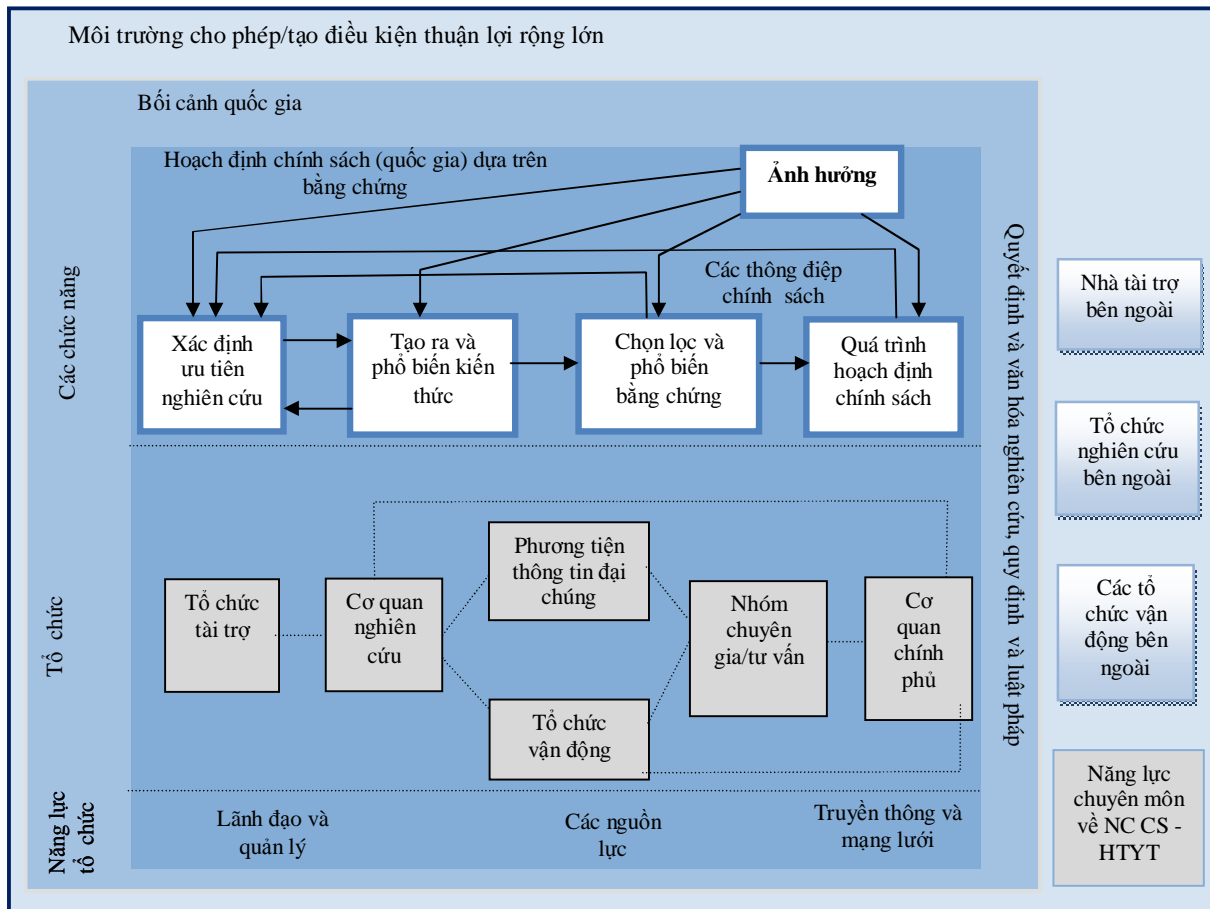 Môi trường cho phép/tạo điều kiện thuận lợi rộng lớn
Bối cảnh quốc gia
Hoạch định chính sách (quốc gia) dựa trên
bằng chứng
Ảnh hưởng
Các thông điệp
chính sách
Các chức năng
Xác định
ưu tiên
nghiên cứu
Tạo ra và
phổ biến kiến
thức
Chọn lọc và
phổ biến
bằng chứng
Quá trình
hoạch định
chính sách
Quyết định và văn hóa nghiên cứu, quy định và luật pháp
Nhà tài trợ
bên ngoài
Tổ chức
nghiên cứu
bên ngoài
Các tổ
chức vận
động bên
ngoài
Tổ chức
Tổ chức
tài trợ
Cơ quan
nghiên
cứu
Phương tiện
thông tin đại
chúng
Tổ chức
vận động
Nhóm
chuyên
gia/tư vấn
Cơ
quan
chính
phủ
Năng lực
tổ chức
Lãnh đạo và
quản lý
Các nguồn
lực
Truyền thông và
mạng lưới
Năng lực
chuyên môn
về NC CS -
HTYT